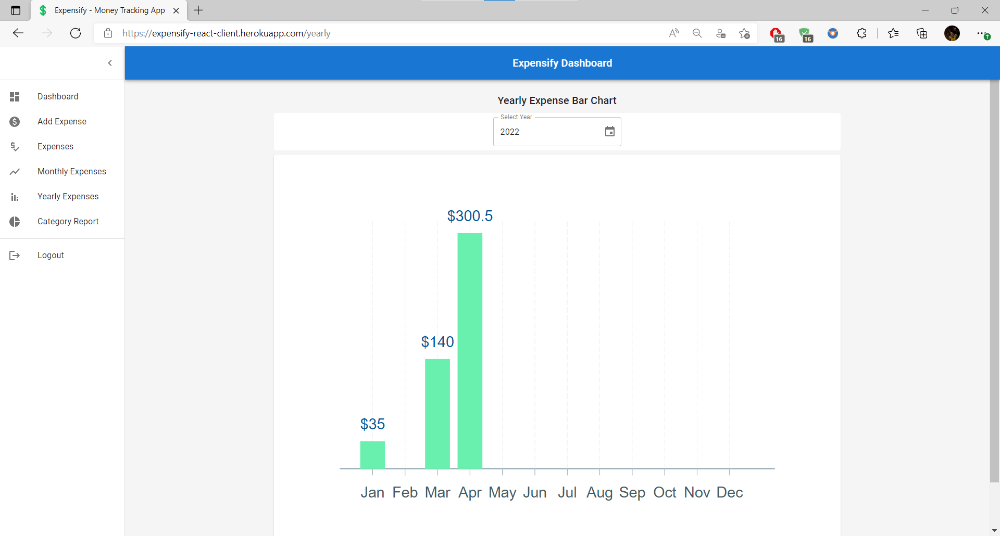 Expensify - Money Tracking App
https://expensify-react-client.herokuapp.com/yearly
16
16
Expensify Dashboard
Dashboard
Add Expense
Expenses
Monthly Expenses
Yearly Expenses
Category Report
Logout
Yearly Expense Bar Chart
Select Year
2022
$300.5
$140
$35
Jan Feb Mar Apr May Jun Jul Aug Sep Oct Nov Dec